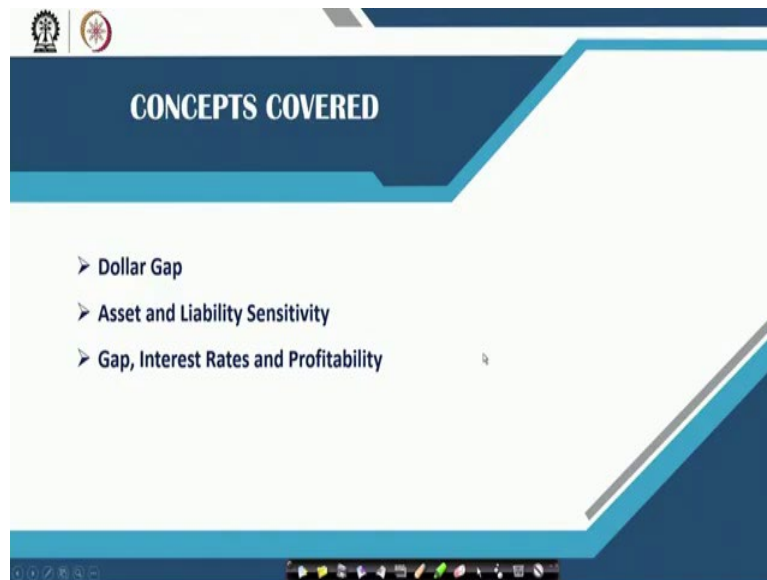 CONCEPTS COVERED
➤ Dollar Gap
➤ Asset and Liability Sensitivity
➤ Gap, Interest Rates and Profitability